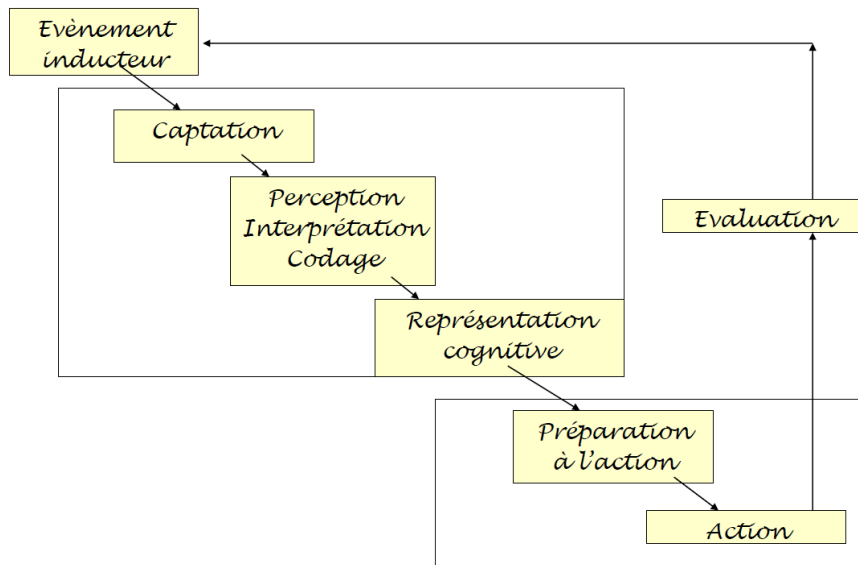 Evènement
inducteur
Captation
Perception
Interprétation
Codage
Evaluation
Représentation
cognitive
Préparation
à l'action
Action